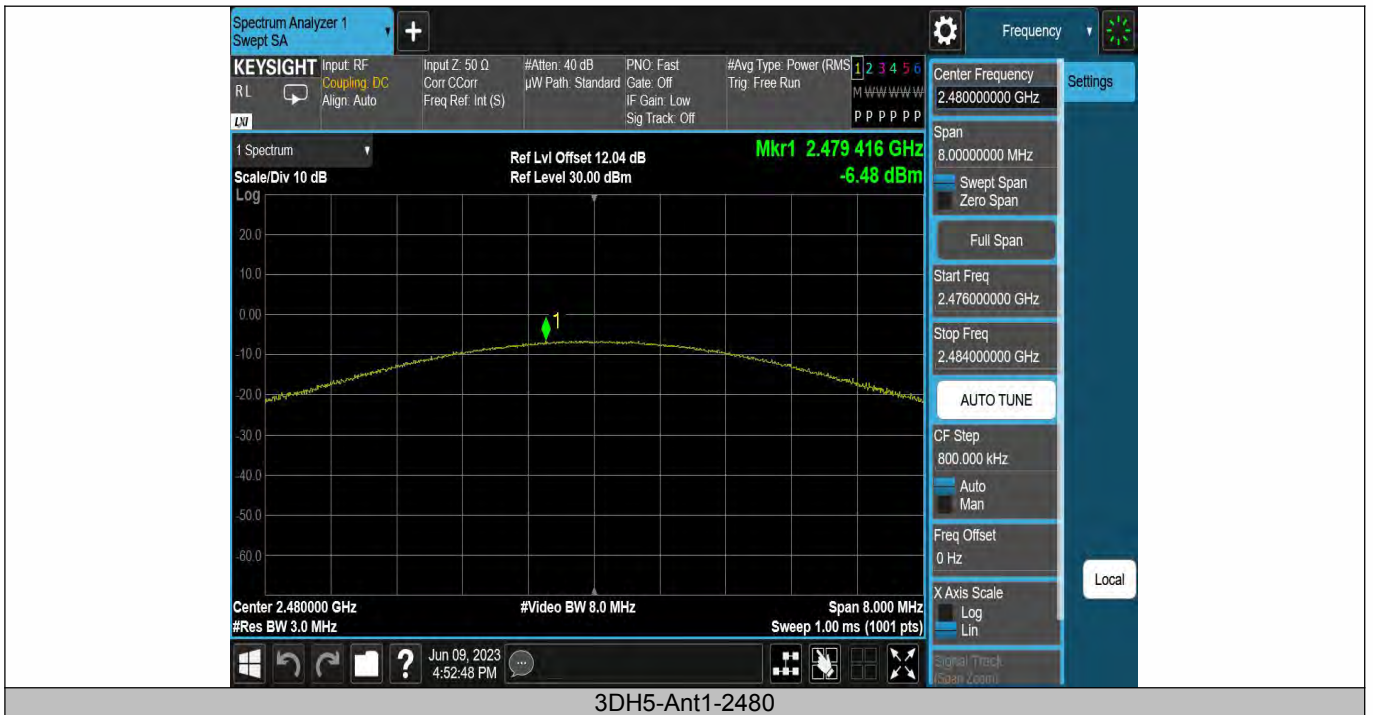 Spectrum Analyzer 1
Swept SA
+
Frequency
KEYSIGHT
R L
LXI
Input: RF
Coupling: DC
Align: Auto
Input Z: 50 Ω
Corr CCorr
Freq Ref: Int (S)
#Atten: 40 dB
µW Path: Standard
PNO: Fast
Gate: Off
IF Gain: Low
Sig Track: Off
#Avg Type: Power (RMS
Trig: Free Run
1 2 3 4 5 6
M W W W W W
P P P P P P
1 Spectrum
Scale/Div 10 dB
Ref Lvl Offset 12.04 dB
Ref Level 30.00 dBm
Mkr1 2.479 416 GHz
-6.48 dBm
Log
20.0
10.0
0.00
-10.0
-20.0
-30.0
-40.0
-50.0
-60.0
1
Center 2.480000 GHz
#Res BW 3.0 MHz
#Video BW 8.0 MHz
Span 8.000 MHz
Sweep 1.00 ms (1001 pts)
Center Frequency
2.480000000 GHz
Settings
Span
8.00000000 MHz
Swept Span
Zero Span
Full Span
Start Freq
2.476000000 GHz
Stop Freq
2.484000000 GHz
AUTO TUNE
CF Step
800.000 kHz
Auto
Man
Freq Offset
0 Hz
X Axis Scale
Log
Lin
Signal Track
(Span Zoom)
Local
?
Jun 09, 2023
4:52:48 PM
3DH5-Ant1-2480